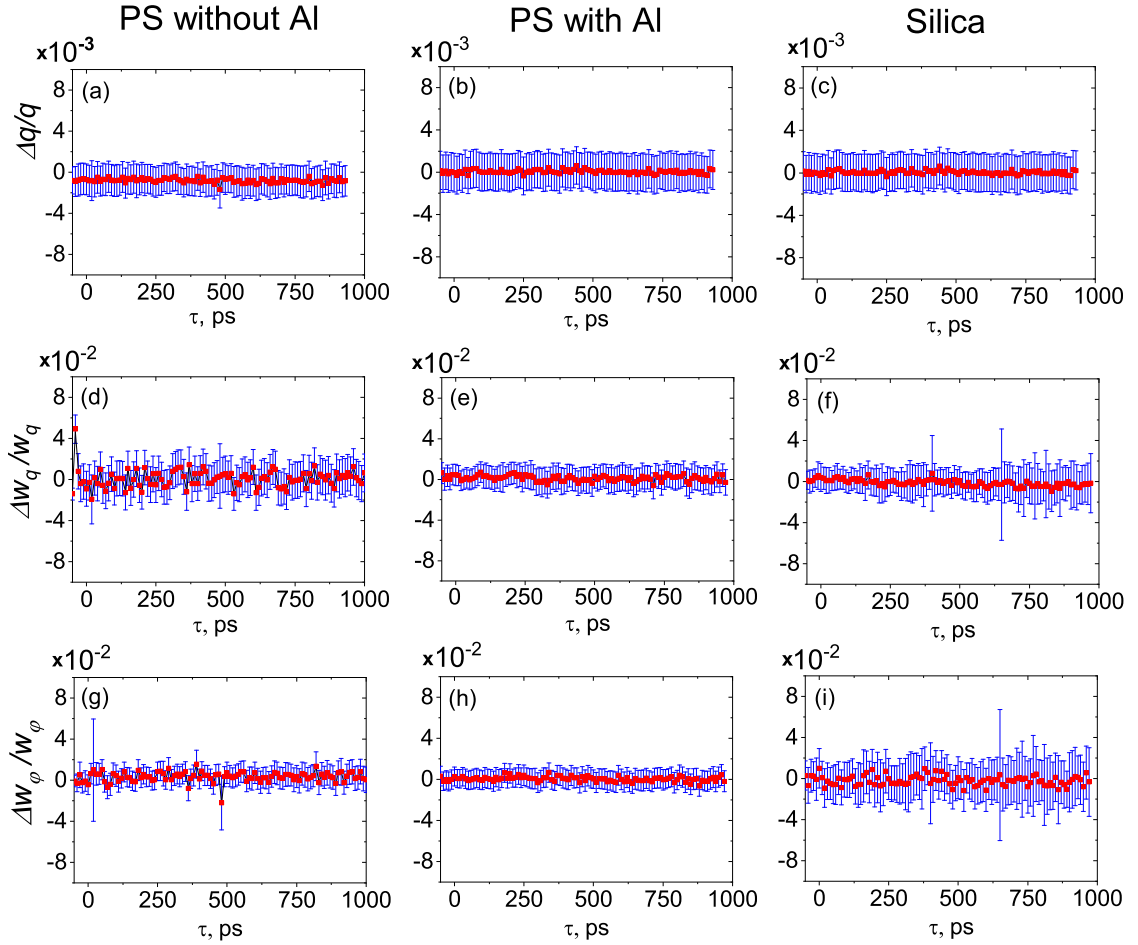 PS without Al PS with Al Silica
x10-3 x10-3 x10-3
(a) (b) (c)
Δq/q
8 8 8
4 4 4
0 0 0
-4 -4 -4
-8 -8 -8
0 250 500 750 1000 0 250 500 750 1000 0 250 500 750 1000
τ, ps τ, ps τ, ps
x10-2 x10-2 x10-2
(d) (e) (f)
Δwq/wq
8 8 8
4 4 4
0 0 0
-4 -4 -4
-8 -8 -8
0 250 500 750 1000 0 250 500 750 1000 0 250 500 750 1000
τ, ps τ, ps τ, ps
x10-2 x10-2 x10-2
(g) (h) (i)
Δwφ/wφ
8 8 8
4 4 4
0 0 0
-4 -4 -4
-8 -8 -8
0 250 500 750 1000 0 250 500 750 1000 0 250 500 750 1000
τ, ps τ, ps τ, ps